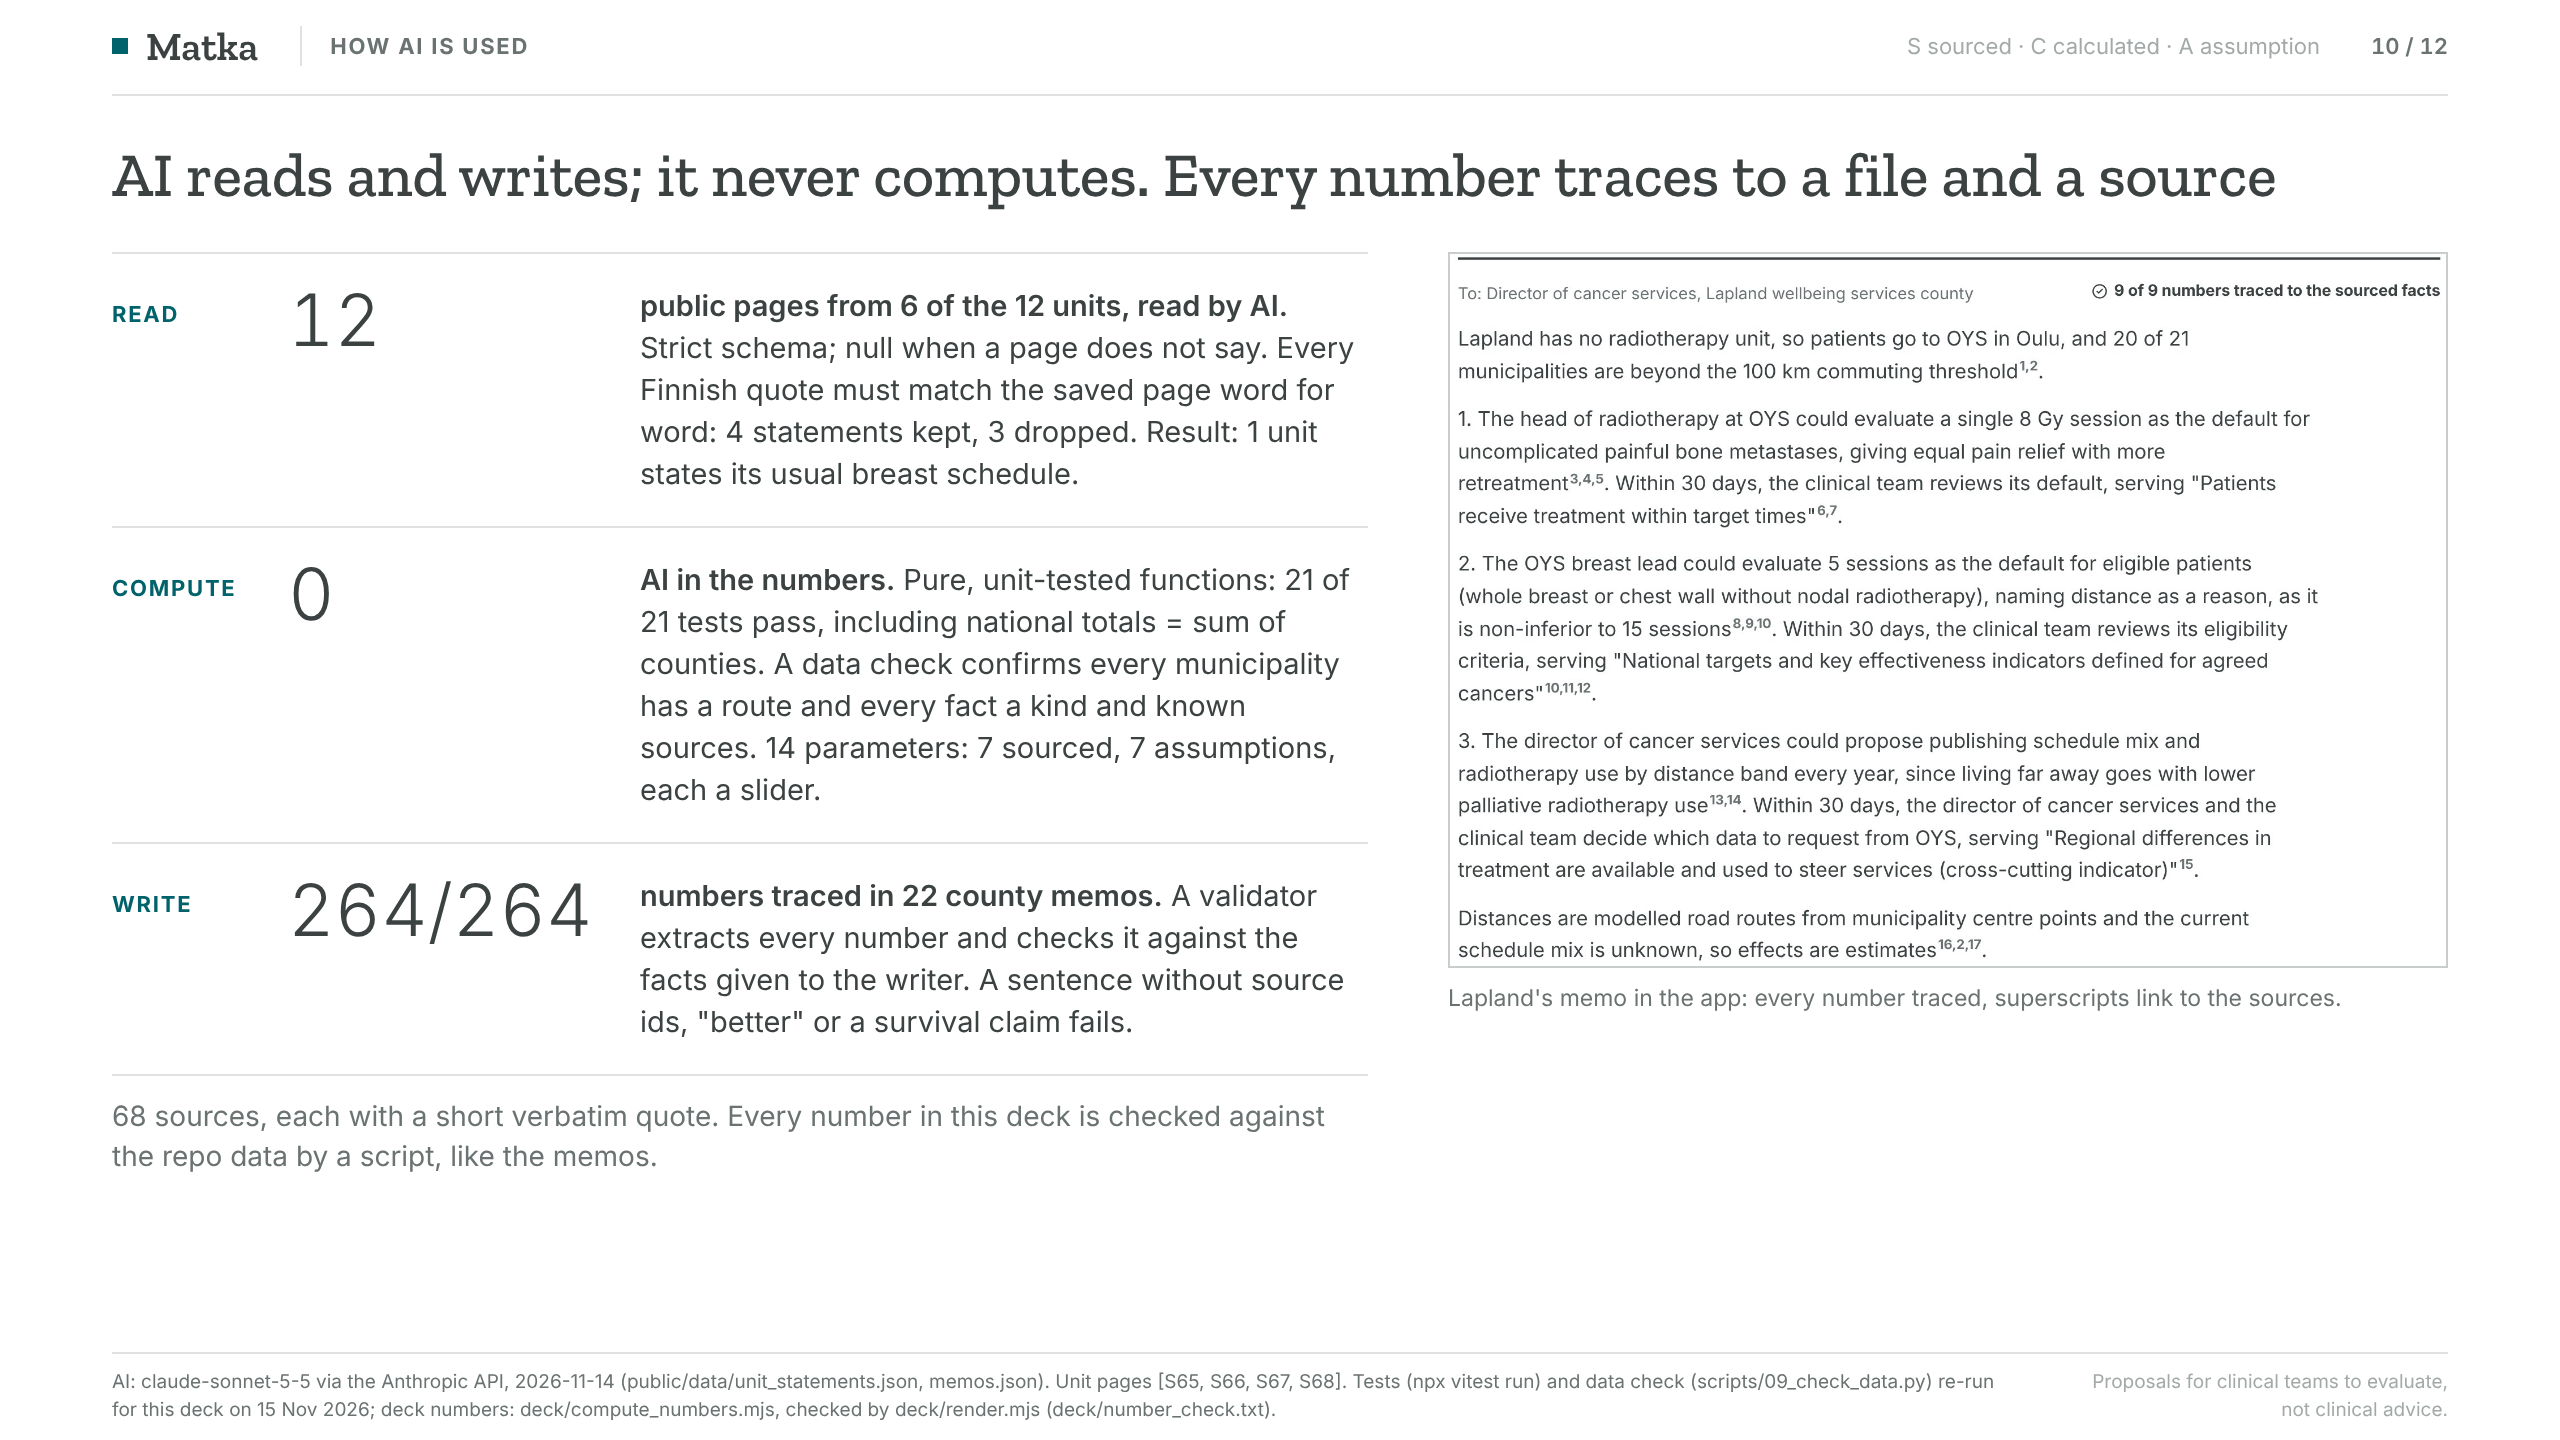 Matka
HOW AI IS USED
S sourced · C calculated · A assumption
10 / 12
AI reads and writes; it never computes. Every number traces to a file and a source
READ
12
public pages from 6 of the 12 units, read by AI.
Strict schema; null when a page does not say. Every
Finnish quote must match the saved page word for
word: 4 statements kept, 3 dropped. Result: 1 unit
states its usual breast schedule.
COMPUTE
0
AI in the numbers. Pure, unit-tested functions: 21 of
21 tests pass, including national totals = sum of
counties. A data check confirms every municipality
has a route and every fact a kind and known
sources. 14 parameters: 7 sourced, 7 assumptions,
each a slider.
WRITE
264/264
numbers traced in 22 county memos. A validator
extracts every number and checks it against the
facts given to the writer. A sentence without source
ids, "better" or a survival claim fails.
68 sources, each with a short verbatim quote. Every number in this deck is checked against
the repo data by a script, like the memos.
To: Director of cancer services, Lapland wellbeing services county
9 of 9 numbers traced to the sourced facts
Lapland has no radiotherapy unit, so patients go to OYS in Oulu, and 20 of 21
municipalities are beyond the 100 km commuting threshold1,2.
1. The head of radiotherapy at OYS could evaluate a single 8 Gy session as the default for
uncomplicated painful bone metastases, giving equal pain relief with more
retreatment3,4,5. Within 30 days, the clinical team reviews its default, serving "Patients
receive treatment within target times"6,7.
2. The OYS breast lead could evaluate 5 sessions as the default for eligible patients
(whole breast or chest wall without nodal radiotherapy), naming distance as a reason, as it
is non-inferior to 15 sessions8,9,10. Within 30 days, the clinical team reviews its eligibility
criteria, serving "National targets and key effectiveness indicators defined for agreed
cancers"10,11,12.
3. The director of cancer services could propose publishing schedule mix and
radiotherapy use by distance band every year, since living far away goes with lower
palliative radiotherapy use13,14. Within 30 days, the director of cancer services and the
clinical team decide which data to request from OYS, serving "Regional differences in
treatment are available and used to steer services (cross-cutting indicator)"15.
Distances are modelled road routes from municipality centre points and the current
schedule mix is unknown, so effects are estimates16,2,17.
Lapland's memo in the app: every number traced, superscripts link to the sources.
AI: claude-sonnet-5-5 via the Anthropic API, 2026-11-14 (public/data/unit_statements.json, memos.json). Unit pages [S65, S66, S67, S68]. Tests (npx vitest run) and data check (scripts/09_check_data.py) re-run
for this deck on 15 Nov 2026; deck numbers: deck/compute_numbers.mjs, checked by deck/render.mjs (deck/number_check.txt).
Proposals for clinical teams to evaluate,
not clinical advice.